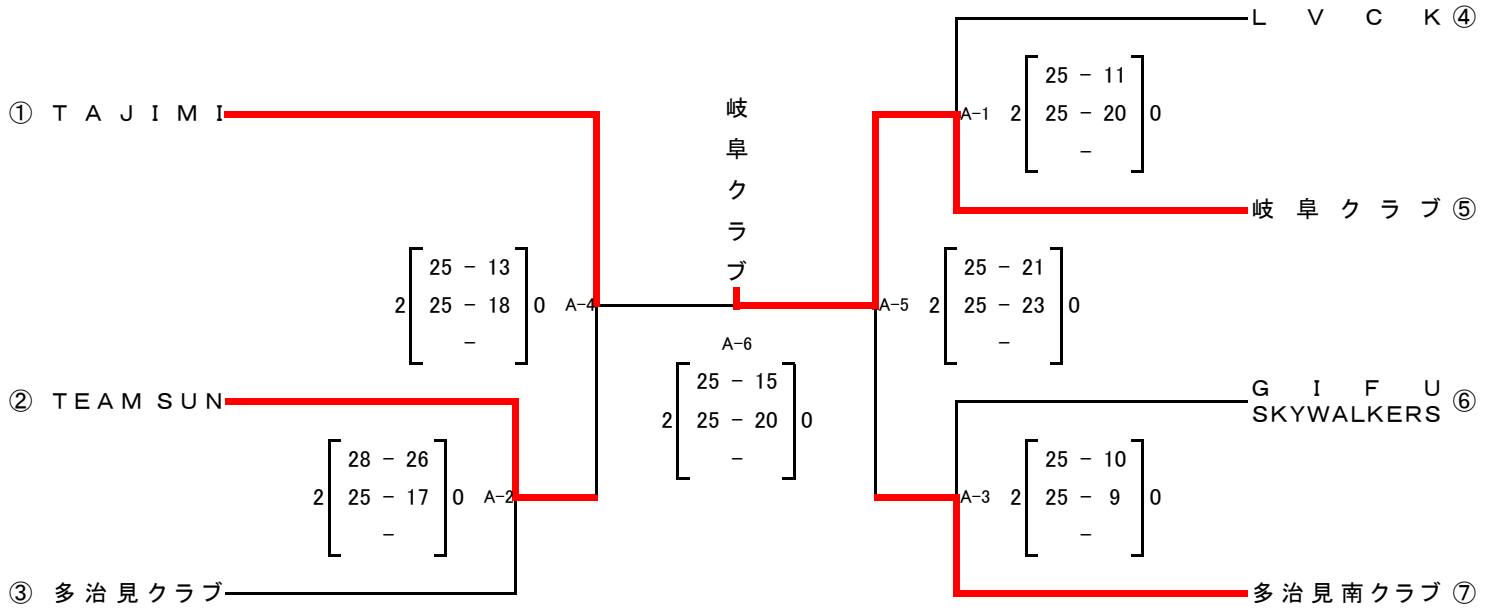 L V C K ④
25 - 11
① T A J I M I
A-1 2 25 - 20 0
-
岐阜クラブ
岐 阜 ク ラ ブ ⑤
25 - 13
2 25 - 18 0 A-4
-
25 - 21
A-5 2 25 - 23 0
-
A-6
25 - 15
2 25 - 20 0
-
② TEAM SUN
G I F U
SKYWALKERS ⑥
28 - 26
2 25 - 17 0 A-2
-
25 - 10
A-3 2 25 - 9 0
-
③ 多治見クラブ
多治見南クラブ ⑦